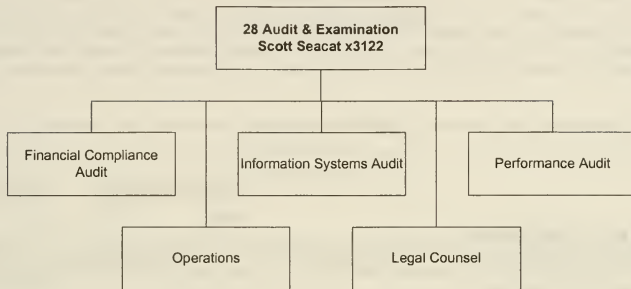 28 Audit & Examination
Scott Seacat x3122
Financial Compliance
Audit
Information Systems Audit
Performance Audit
Operations
Legal Counsel